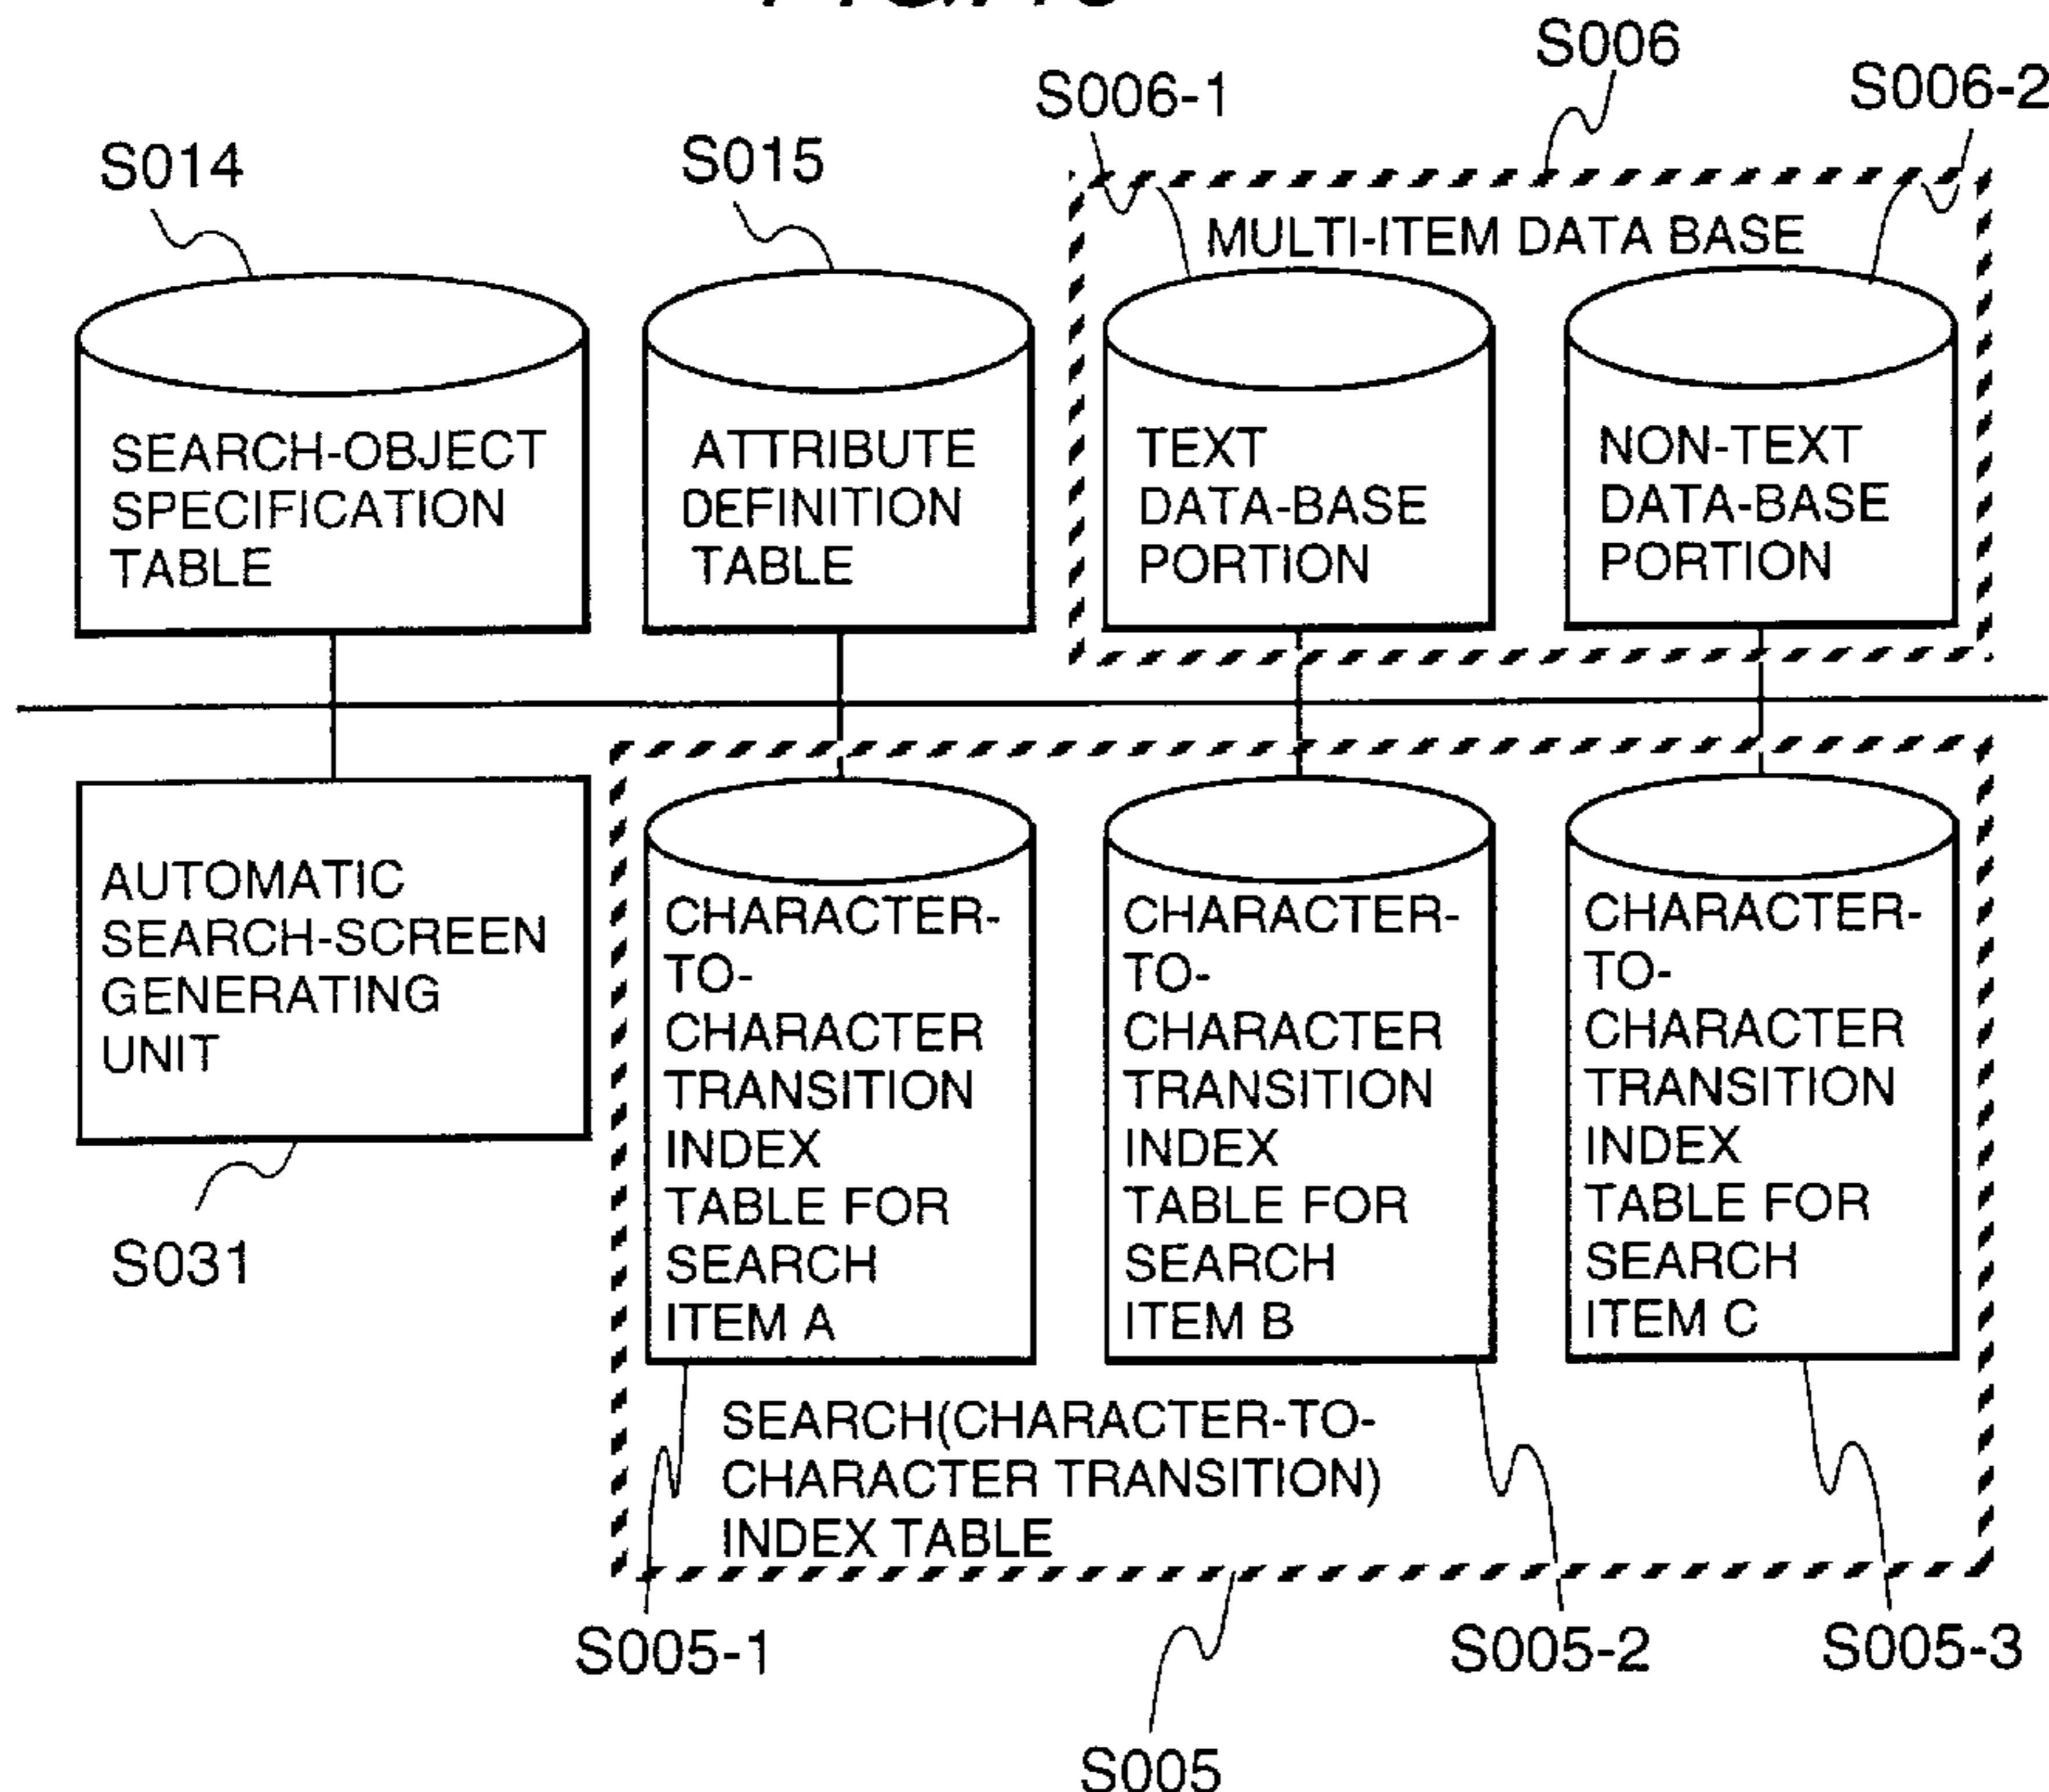 S006
S006-1
S006-2
S014
S015
MULTI-ITEM DATA BASE
SEARCH-OBJECT
SPECIFICATION
TABLE
ATTRIBUTE
DEFINITION
TABLE
TEXT
DATA-BASE
PORTION
NON-TEXT
DATA-BASE
PORTION
AUTOMATIC
SEARCH-SCREEN
GENERATING
UNIT
S031
CHARACTER-
TO-
CHARACTER
TRANSITION
INDEX
TABLE FOR
SEARCH
ITEM A
CHARACTER-
TO-
CHARACTER
TRANSITION
INDEX
TABLE FOR
SEARCH
ITEM B
CHARACTER-
TO-
CHARACTER
TRANSITION
INDEX
TABLE FOR
SEARCH
ITEM C
SEARCH(CHARACTER-TO-
CHARACTER TRANSITION)
INDEX TABLE
S005-1
S005-2
S005-3
S005